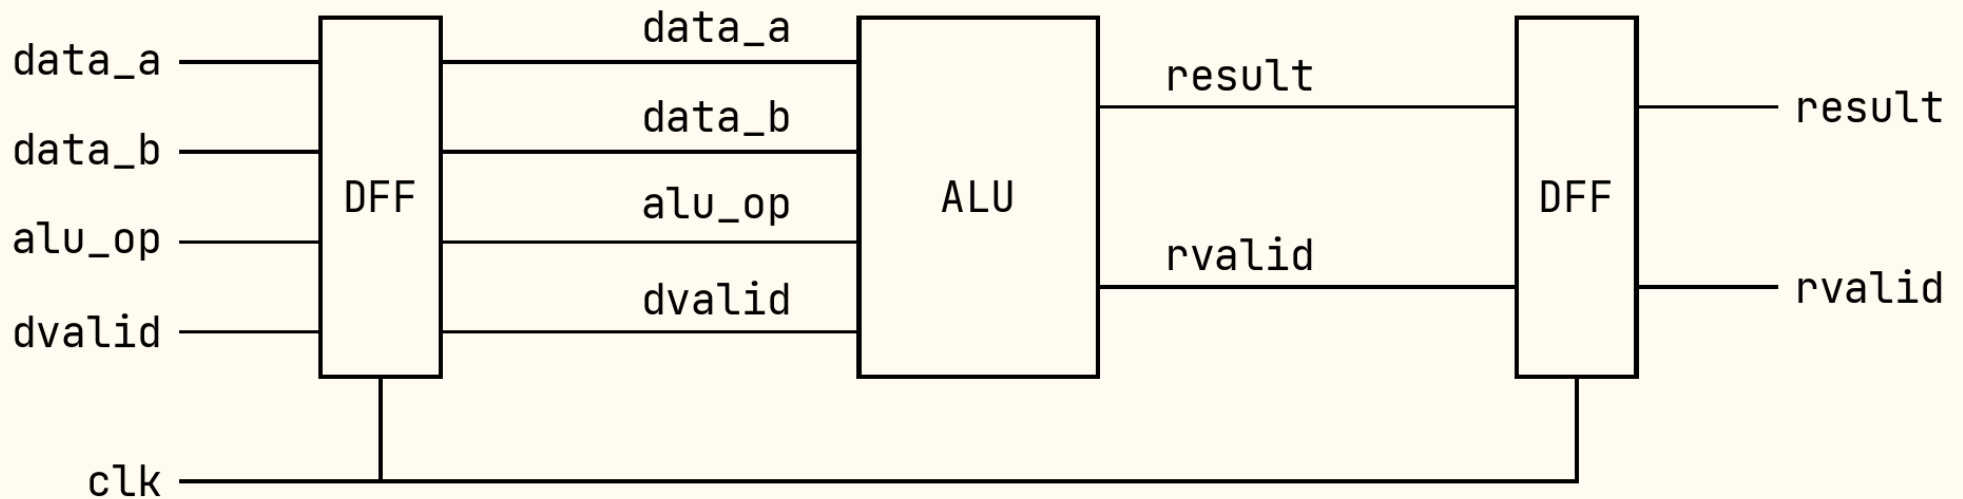 data_a
data_b
alu_op
dvalid
clk
DFF
data_a
data_b
alu_op
dvalid
ALU
result
rvalid
DFF
result
rvalid